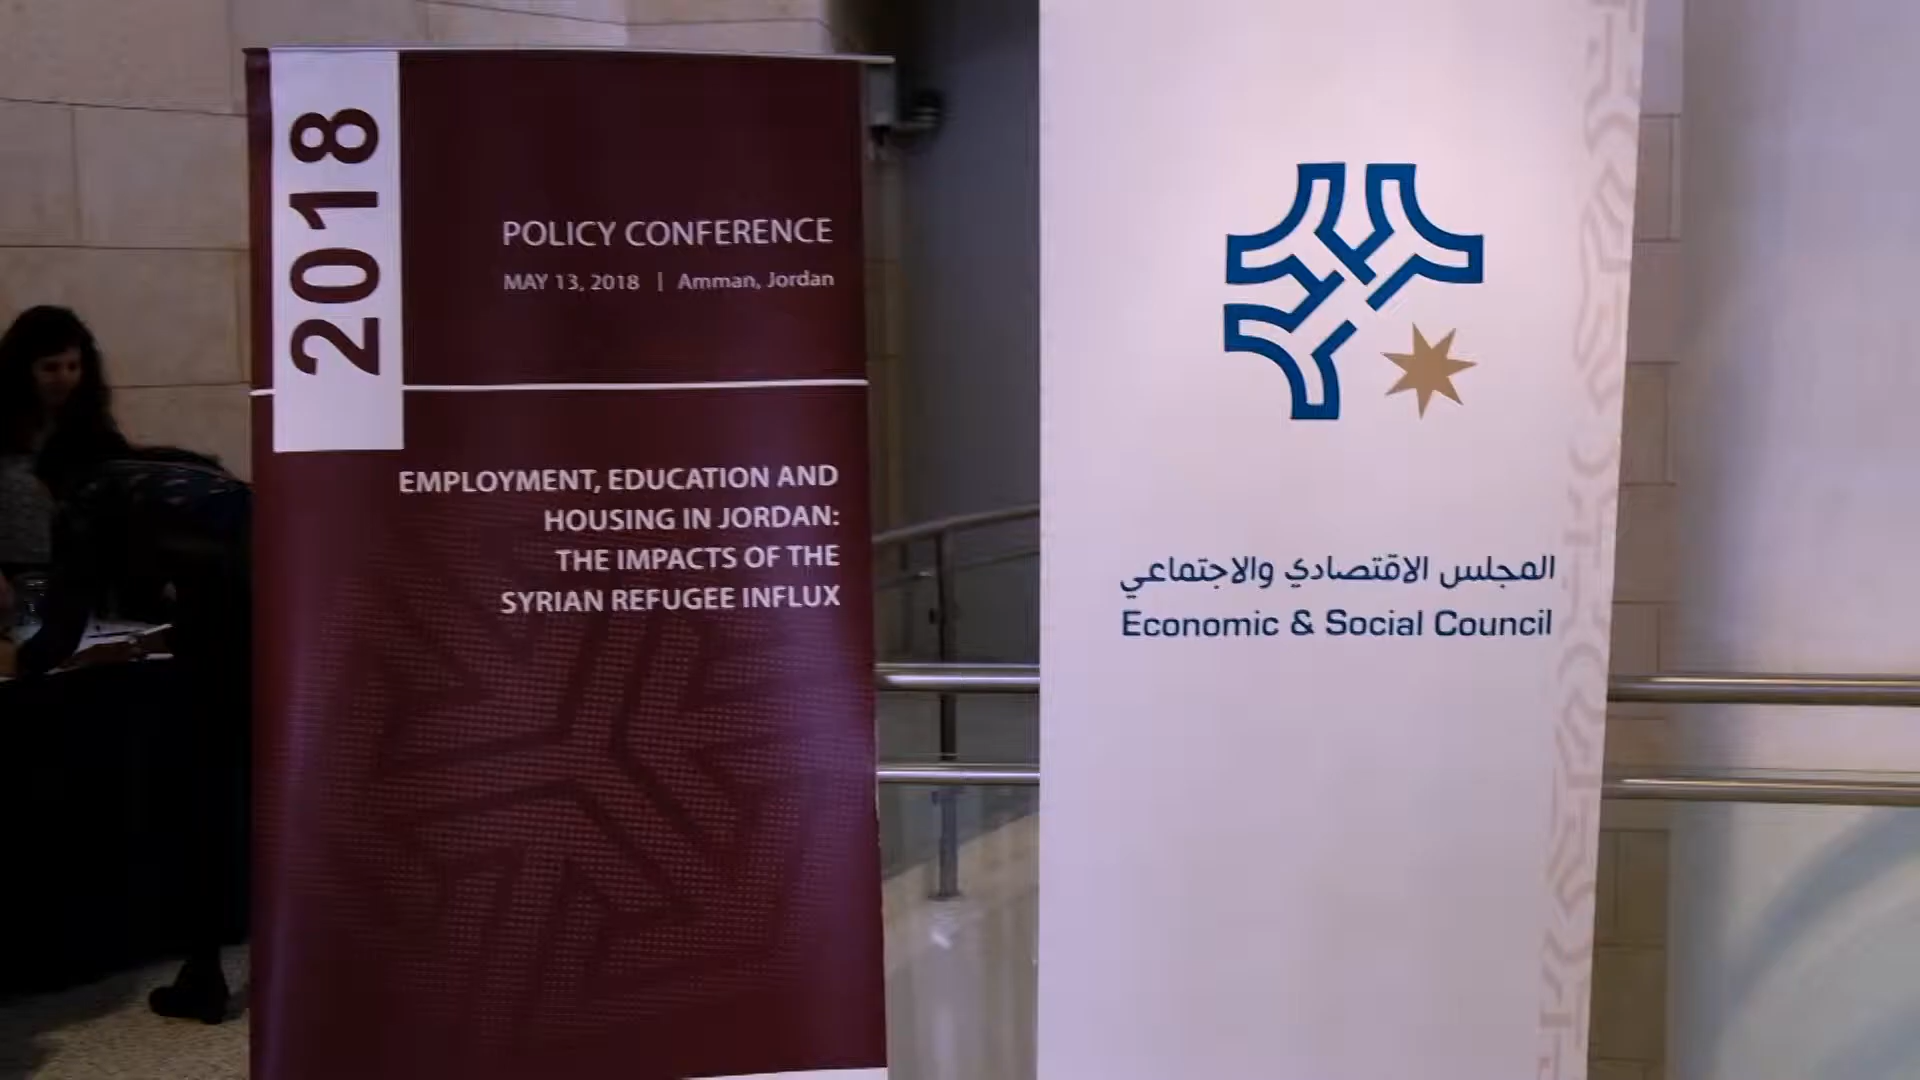 2018
POLICY CONFERENCE
MAY 13, 2018 | Amman, Jordan
EMPLOYMENT, EDUCATION AND
HOUSING IN JORDAN:
THE IMPACTS OF THE
SYRIAN REFUGEE INFLUX
المجلس الاقتصادي والاجتماعي
Economic & Social Council